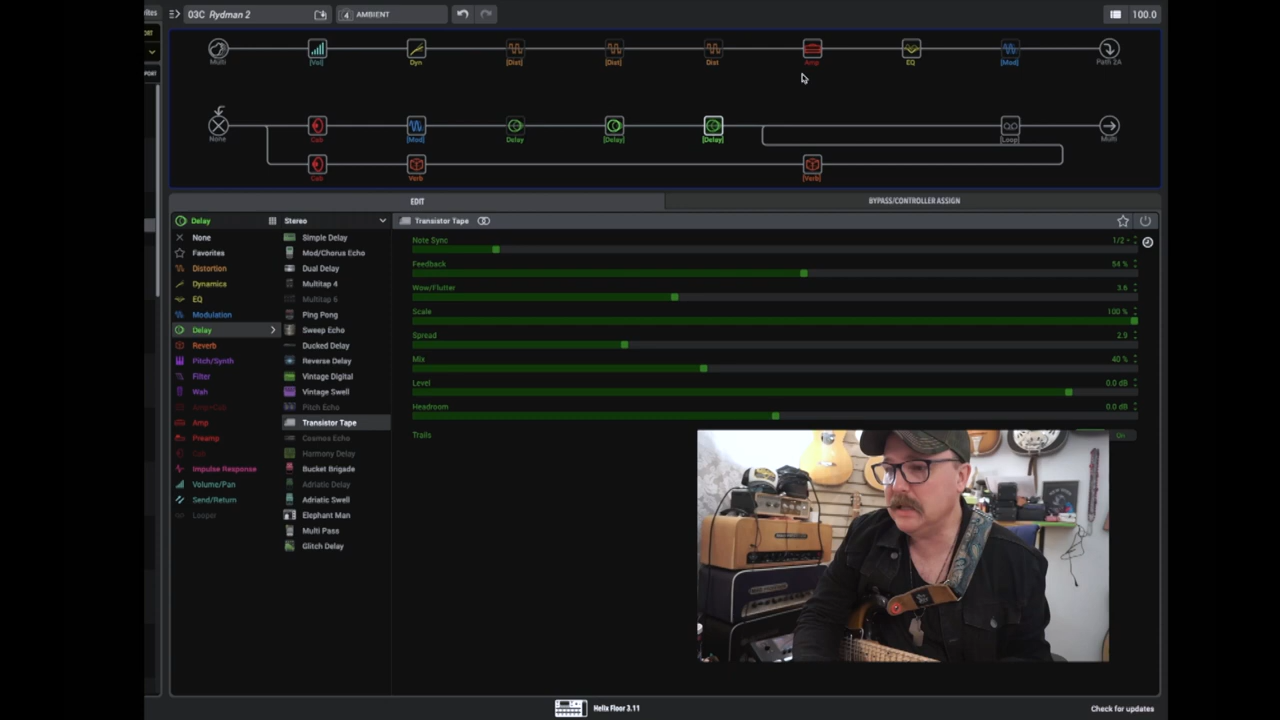 orites
03C Rydman 2
4 AMBIENT
100.0
ORT
PORT
Multi
[Vol]
Dyn
[Dist]
[Dist]
Dist
Amp
EQ
[Mod]
Path 2A
None
Cab
[Mod]
Delay
[Delay]
[Delay]
[Loop]
Multi
Cab
Verb
[Verb]
EDIT
BYPASS/CONTROLLER ASSIGN
Delay
Stereo
Transistor Tape
None
Favorites
Distortion
Dynamics
EQ
Modulation
Delay
Reverb
Pitch/Synth
Filter
Wah
Amp+Cab
Amp
Preamp
Cab
Impulse Response
Volume/Pan
Send/Return
Looper
Simple Delay
Mod/Chorus Echo
Dual Delay
Multitap 4
Multitap 6
Ping Pong
Sweep Echo
Ducked Delay
Reverse Delay
Vintage Digital
Vintage Swell
Pitch Echo
Transistor Tape
Cosmos Echo
Harmony Delay
Bucket Brigade
Adriatic Delay
Adriatic Swell
Elephant Man
Multi Pass
Glitch Delay
Note Sync 1/2
Feedback 54 %
Wow/Flutter 3.6
Scale 100 %
Spread 2.9
Mix 40 %
Level 0.0 dB
Headroom 0.0 dB
Trails On
Helix Floor 3.11
Check for updates